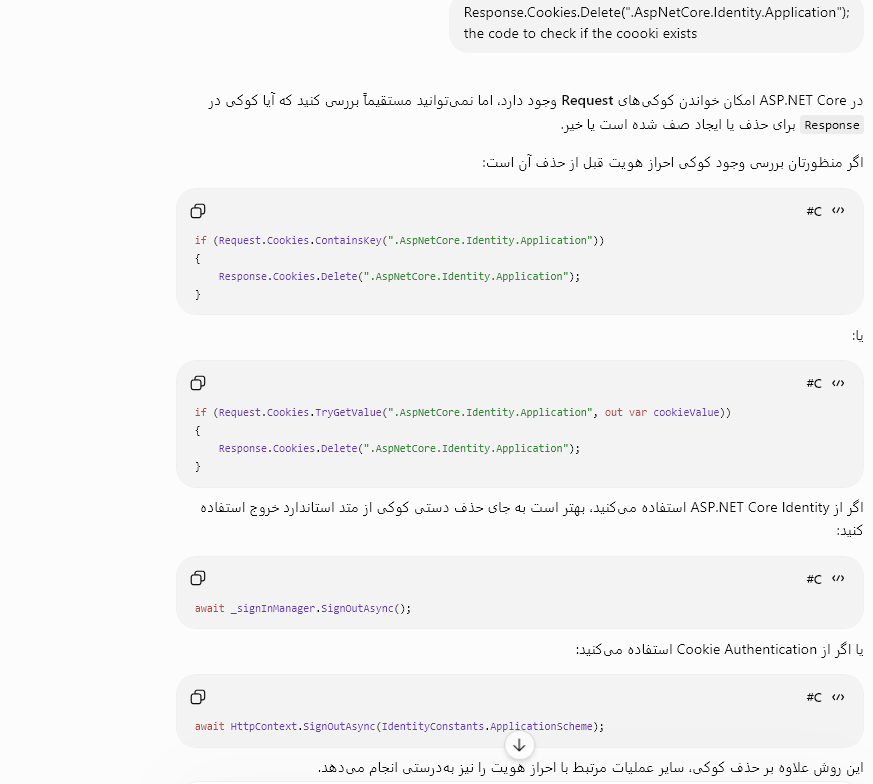 Response.Cookies.Delete(".AspNetCore.Identity.Application");
the code to check if the coooki exists
در ASP.NET Core امکان خواندن کوکی‌های Request وجود دارد، اما نمی‌توانید مستقیماً بررسی کنید که آیا کوکی در
Response برای حذف یا ایجاد صف شده است یا خیر.
اگر منظورتان بررسی وجود کوکی احراز هویت قبل از حذف آن است:
#C
if (Request.Cookies.ContainsKey(".AspNetCore.Identity.Application"))
{
    Response.Cookies.Delete(".AspNetCore.Identity.Application");
}
یا:
#C
if (Request.Cookies.TryGetValue(".AspNetCore.Identity.Application", out var cookieValue))
{
    Response.Cookies.Delete(".AspNetCore.Identity.Application");
}
اگر از ASP.NET Core Identity استفاده می‌کنید، بهتر است به جای حذف دستی کوکی از متد استاندارد خروج استفاده
کنید:
#C
await _signInManager.SignOutAsync();
یا اگر از Cookie Authentication استفاده می‌کنید:
#C
await HttpContext.SignOutAsync(IdentityConstants.ApplicationScheme);
این روش علاوه بر حذف کوکی، سایر عملیات مرتبط با احراز هویت را نیز به‌درستی انجام می‌دهد.